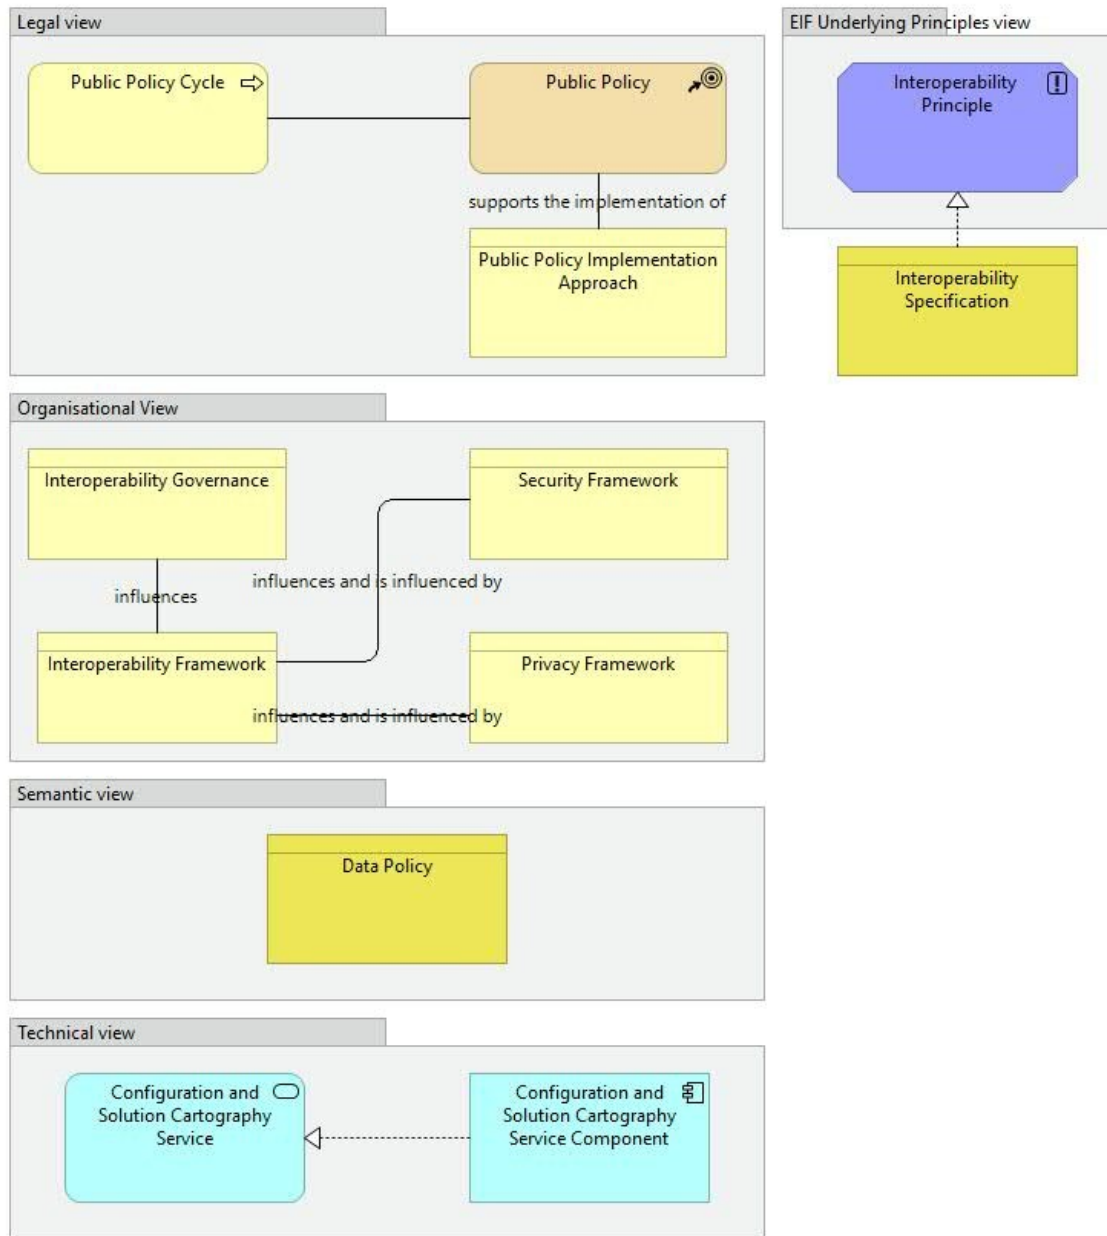 Legal view
Public Policy Cycle
Public Policy
supports the implementation of
Public Policy Implementation
Approach
EIF Underlying Principles view
Interoperability
Principle
Interoperability
Specification
Organisational View
Interoperability Governance
Security Framework
influences and is influenced by
influences
Interoperability Framework
Privacy Framework
influences and is influenced by
Semantic view
Data Policy
Technical view
Configuration and
Solution Cartography
Service
Configuration and
Solution Cartography
Service Component